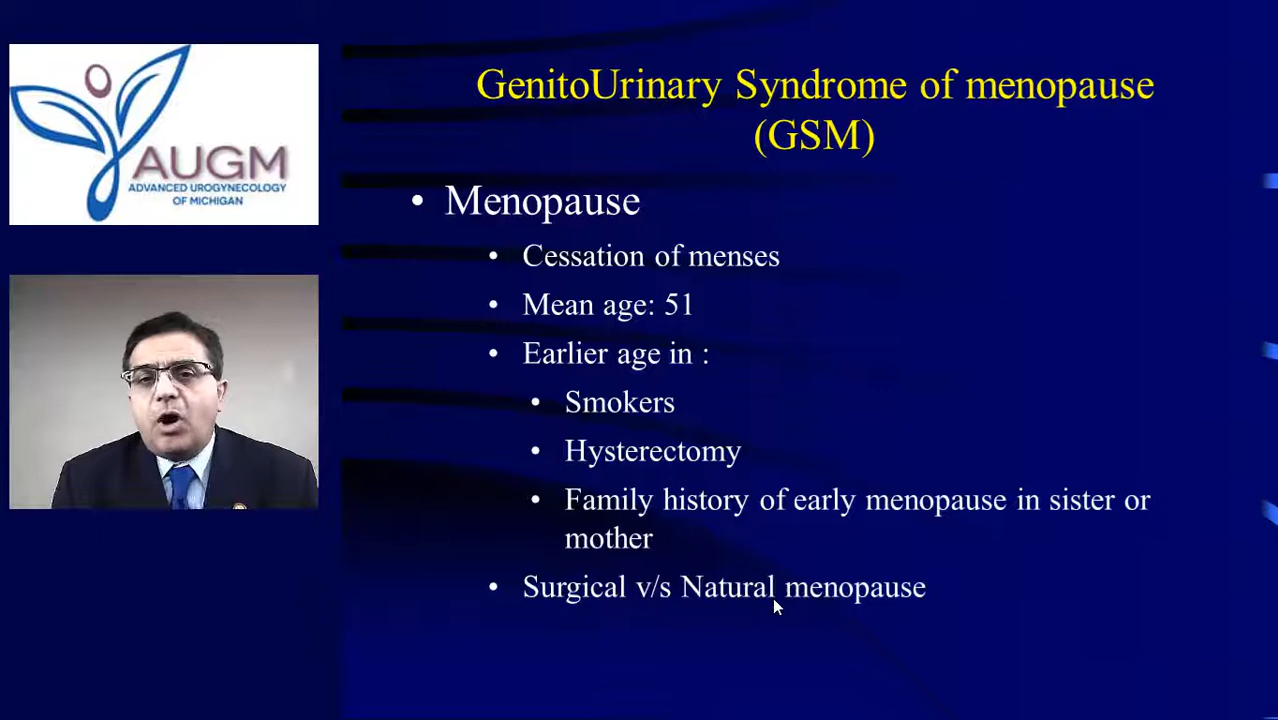 AUGM
ADVANCED UROGYNECOLOGY
OF MICHIGAN
GenitoUrinary Syndrome of menopause
(GSM)
• Menopause
• Cessation of menses
• Mean age: 51
• Earlier age in :
• Smokers
• Hysterectomy
• Family history of early menopause in sister or
mother
• Surgical v/s Natural menopause